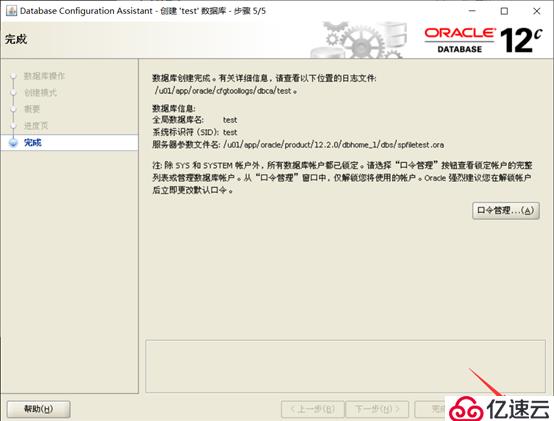 Database Configuration Assistant - 创建 'test' 数据库 - 步骤 5/5
完成
ORACLE
DATABASE 12c
数据库操作
创建模式
概要
进度页
完成
数据库创建完成。有关详细信息, 请查看以下位置的日志文件:
/u01/app/oracle/cfgtoollogs/dbca/test。
数据库信息:
全局数据库名: test
系统标识符 (SID): test
服务器参数文件名: /u01/app/oracle/product/12.2.0/dbhome_1/dbs/spfiletest.ora
注: 除 SYS 和 SYSTEM 帐户外, 所有数据库帐户都已锁定。请选择 “口令管理” 按钮查看锁定帐户的完整
列表或管理数据库帐户。从 “口令管理” 窗口中, 仅解锁您将使用的帐户。Oracle 强烈建议您在解锁帐户
后立即更改默认口令。
口令管理...(A)
帮助(H)
< 上一步(B)
下一步(N) >
完成
亿速云